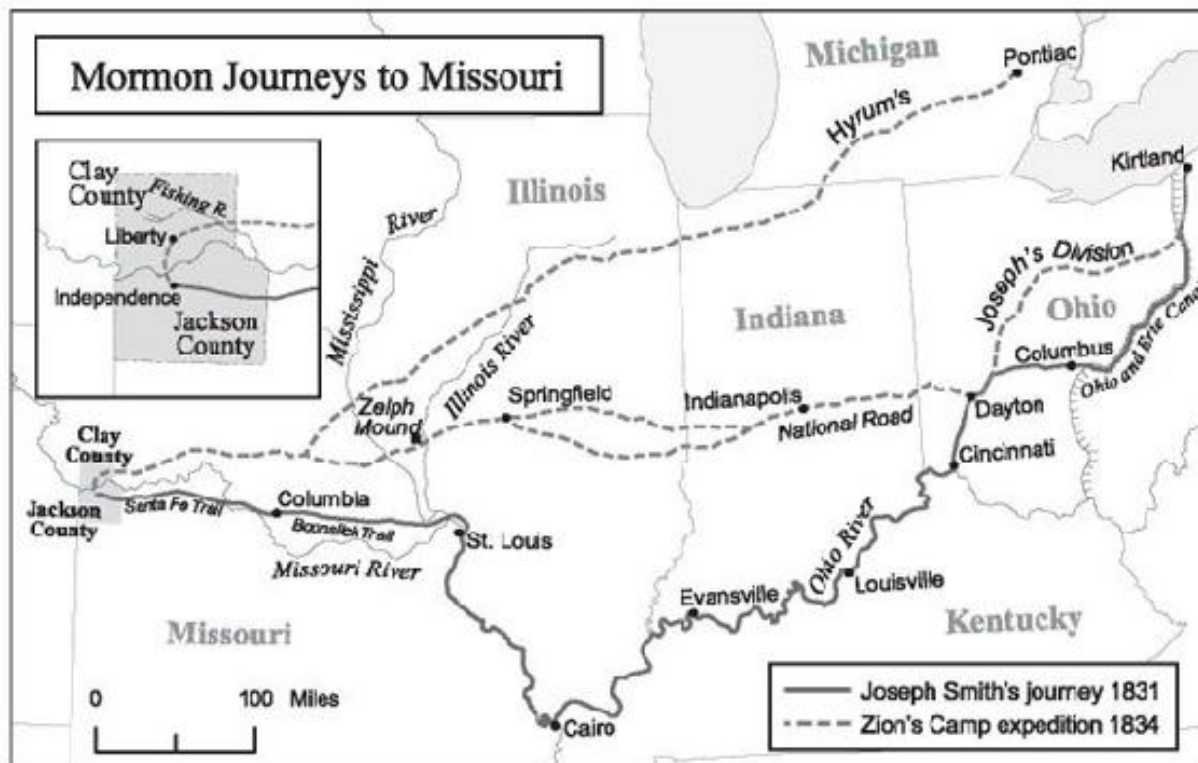 Mormon Journeys to Missouri
Michigan
Pontiac
Hyrum's
Kirtland
Clay
County
Fisking R.
Liberty
Independence
Jackson
County
Illinois
Mississippi
River
Illinois River
Joseph's Division
Ohio
Indiana
Columbus
Ohio and Erie Canal
Zelph
Mound
Springfield
Indianapolis
National Road
Dayton
Cincinnati
Clay
County
Jackson
County
Santa Fe Trail
Columbia
Boonslick Trail
St. Louis
Missouri River
Ohio River
Evansville
Louisville
Missouri
Kentucky
0 100 Miles
Cairo
Joseph Smith's journey 1831
Zion's Camp expedition 1834